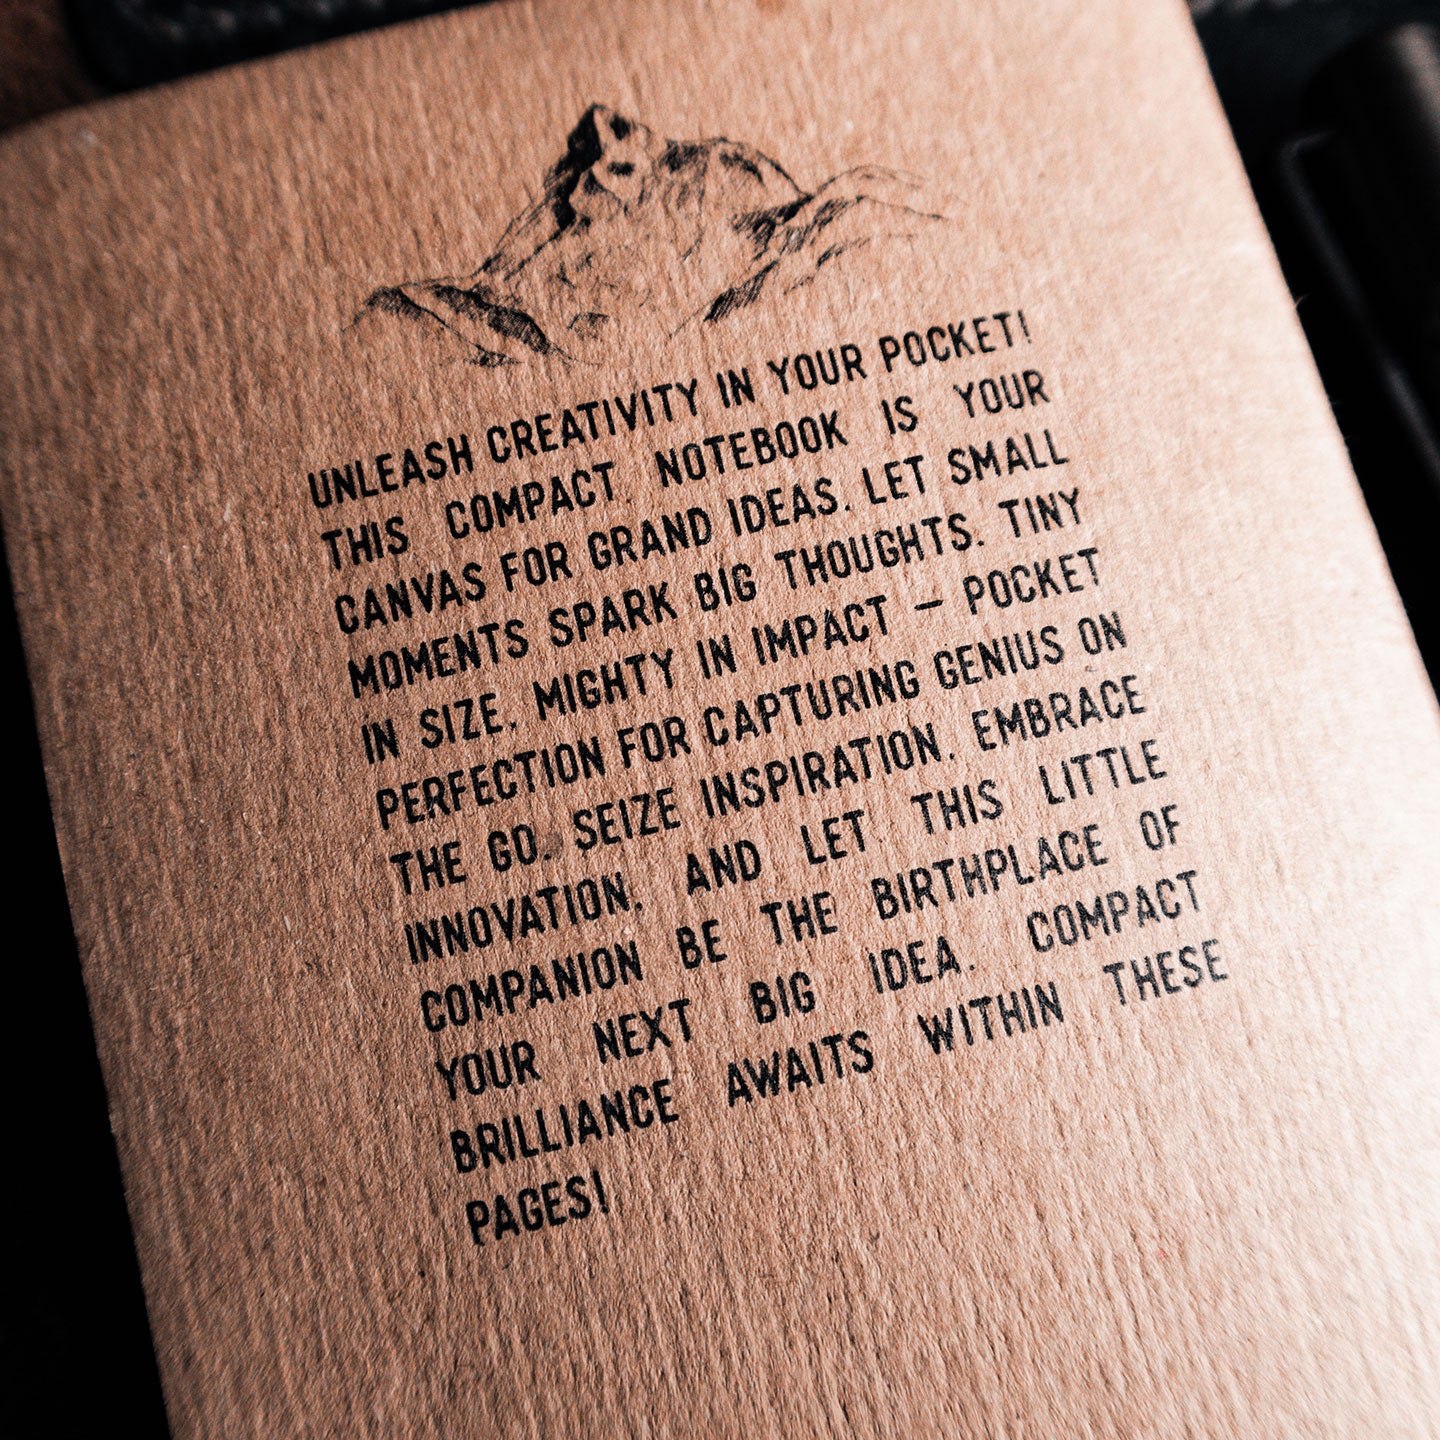 UNLEASH CREATIVITY IN YOUR POCKET!
THIS COMPACT NOTEBOOK IS YOUR
CANVAS FOR GRAND IDEAS. LET SMALL
MOMENTS SPARK BIG THOUGHTS. TINY
IN SIZE, MIGHTY IN IMPACT – POCKET
PERFECTION FOR CAPTURING GENIUS ON
THE GO. SEIZE INSPIRATION, EMBRACE
INNOVATION, AND LET THIS LITTLE
COMPANION BE THE BIRTHPLACE OF
YOUR NEXT BIG IDEA. COMPACT
BRILLIANCE AWAITS WITHIN THESE
PAGES!